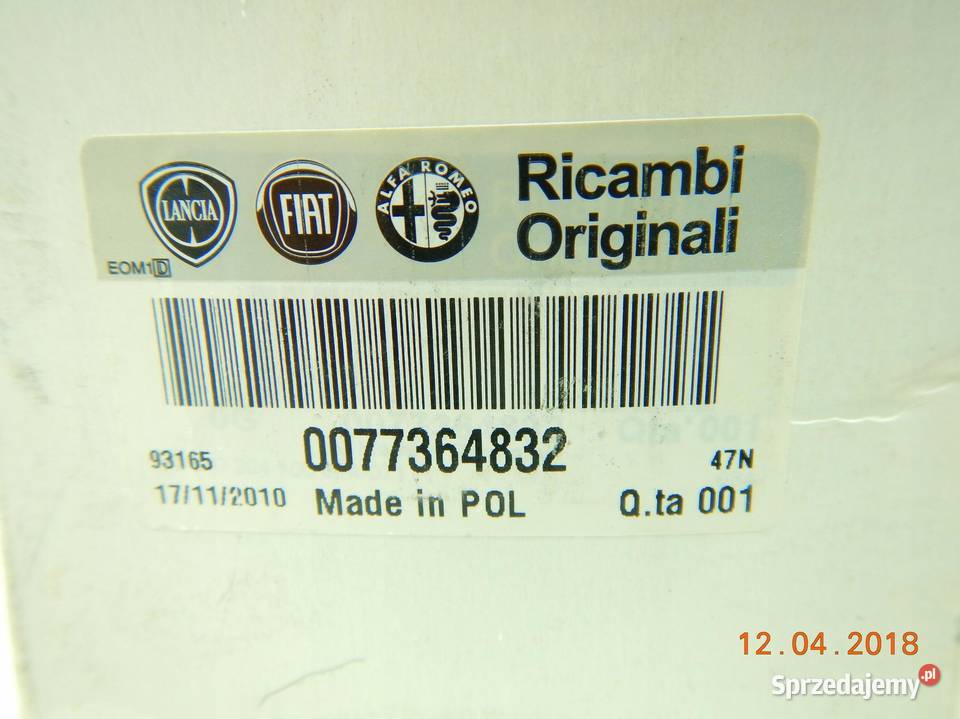 LANCIA
FIAT
ALFA ROMEO
Ricambi
Originali
EOM1D
93165
0077364832
47N
17/11/2010
Made in POL
Q.ta 001
12.04.2018
Sprzedajemy.pl